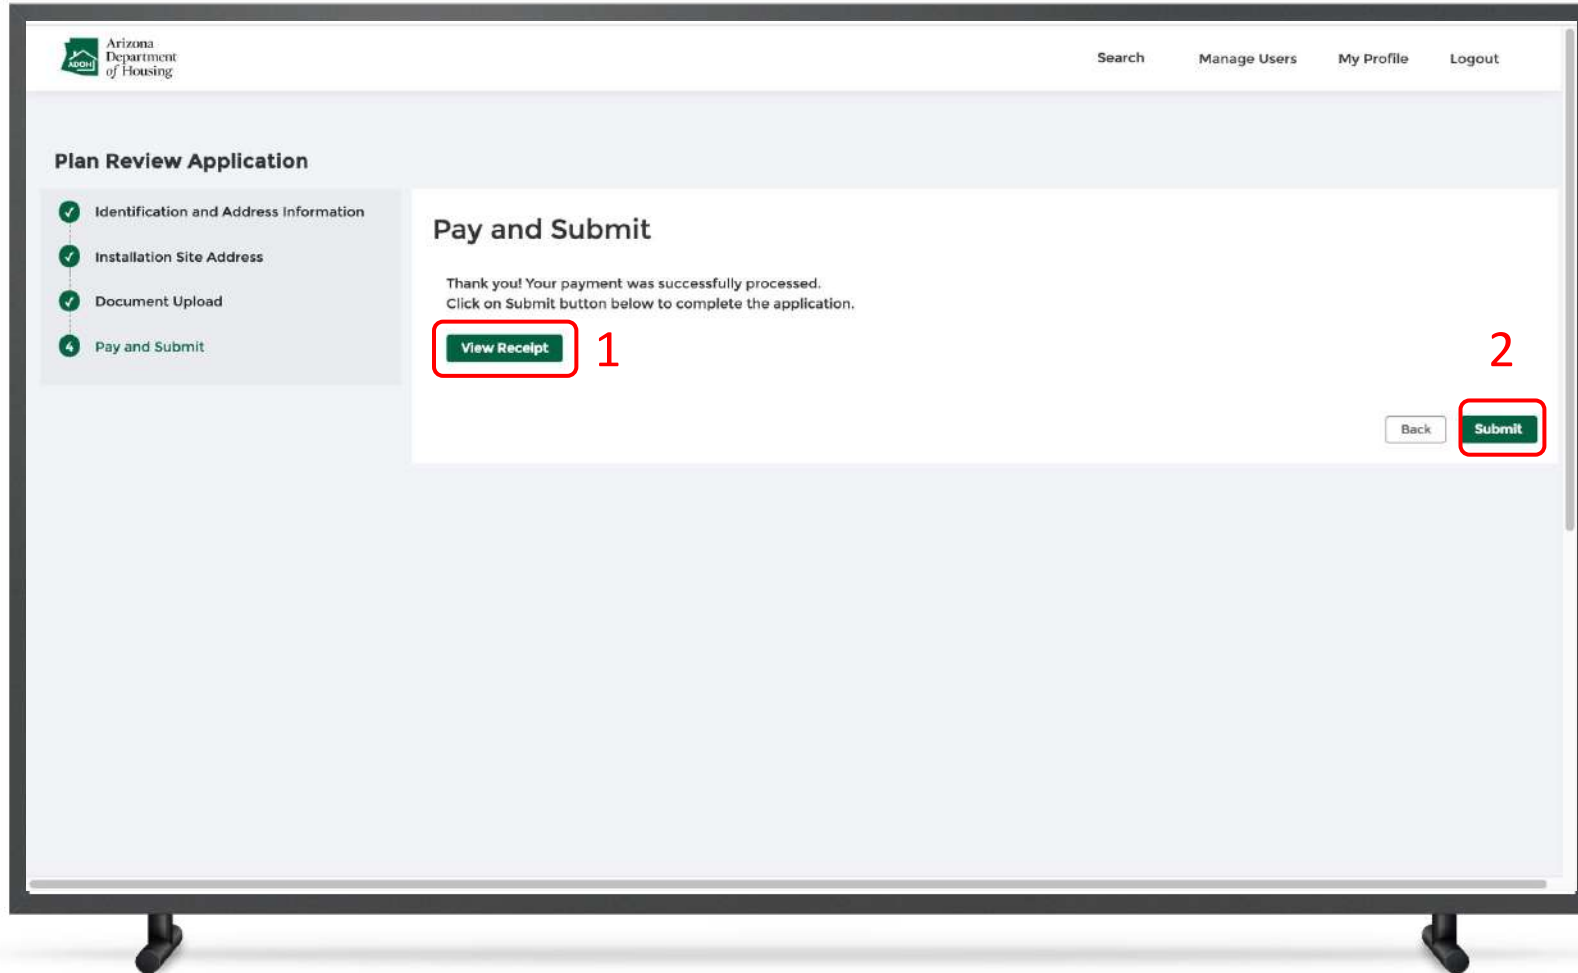 Arizona
Department
of Housing
ADOH
Search Manage Users My Profile Logout
Plan Review Application
Identification and Address Information
Installation Site Address
Document Upload
4 Pay and Submit
Pay and Submit
Thank you! Your payment was successfully processed.
Click on Submit button below to complete the application.
View Receipt 1
2
Back Submit